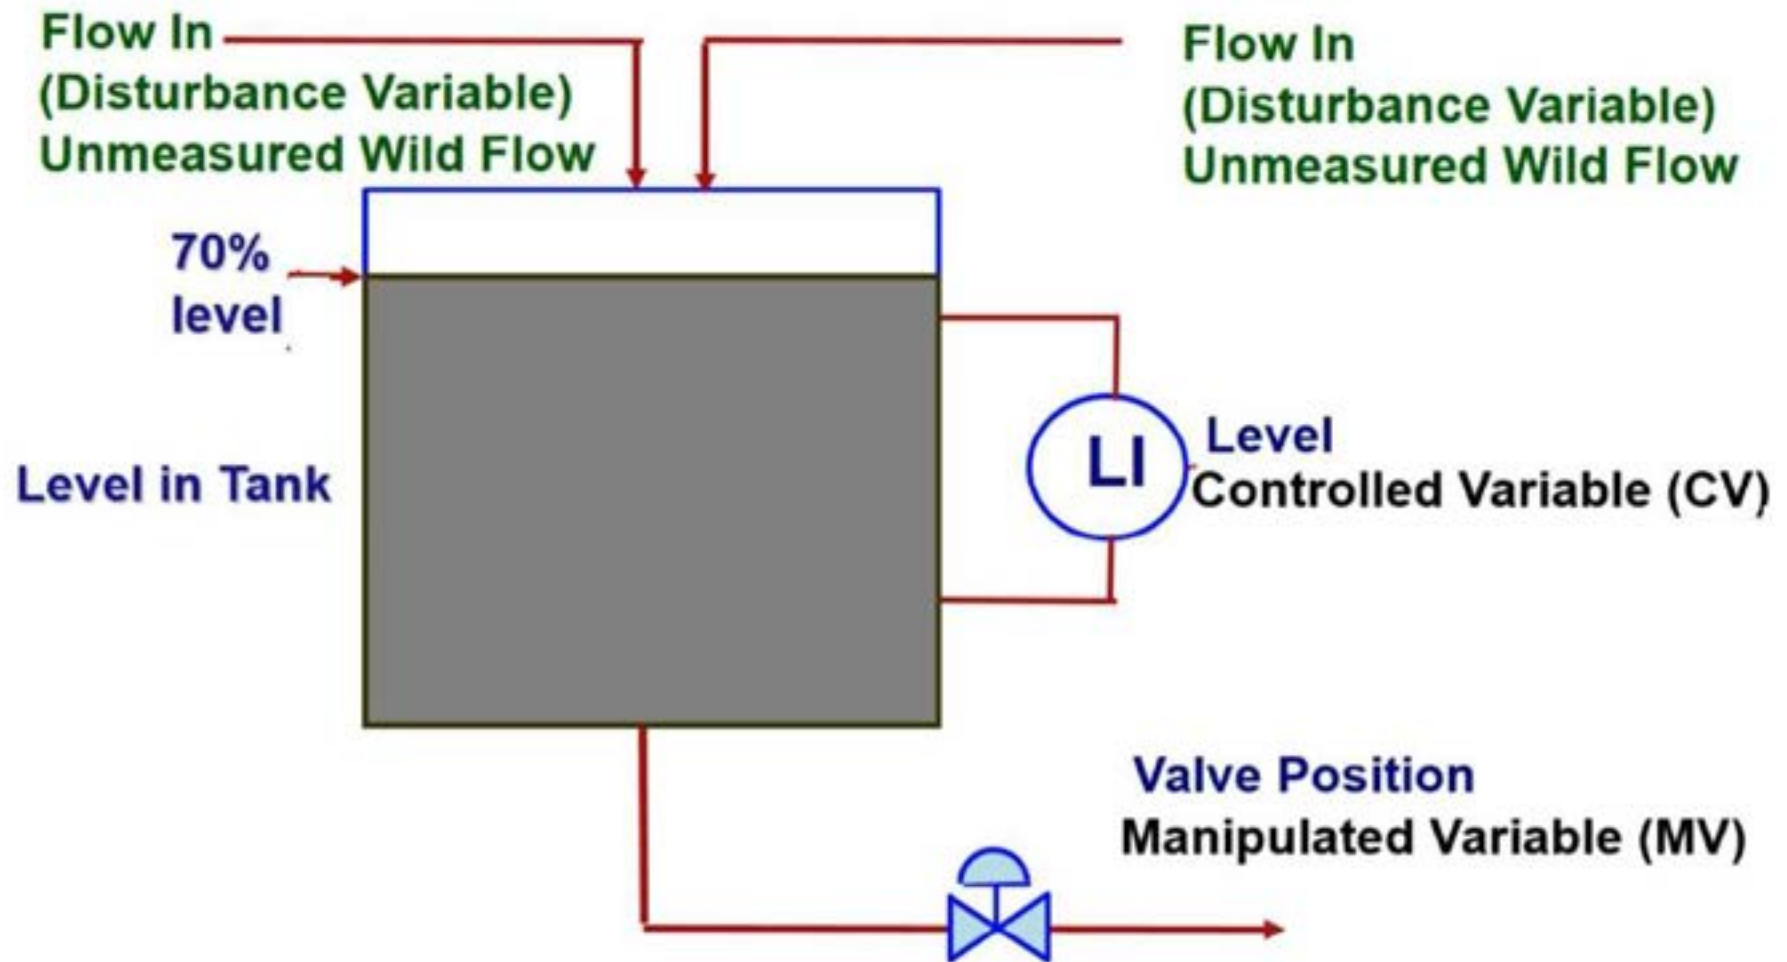 Flow In
(Disturbance Variable)
Unmeasured Wild Flow
Flow In
(Disturbance Variable)
Unmeasured Wild Flow
70%
level
Level in Tank
LI
Level
Controlled Variable (CV)
Valve Position
Manipulated Variable (MV)